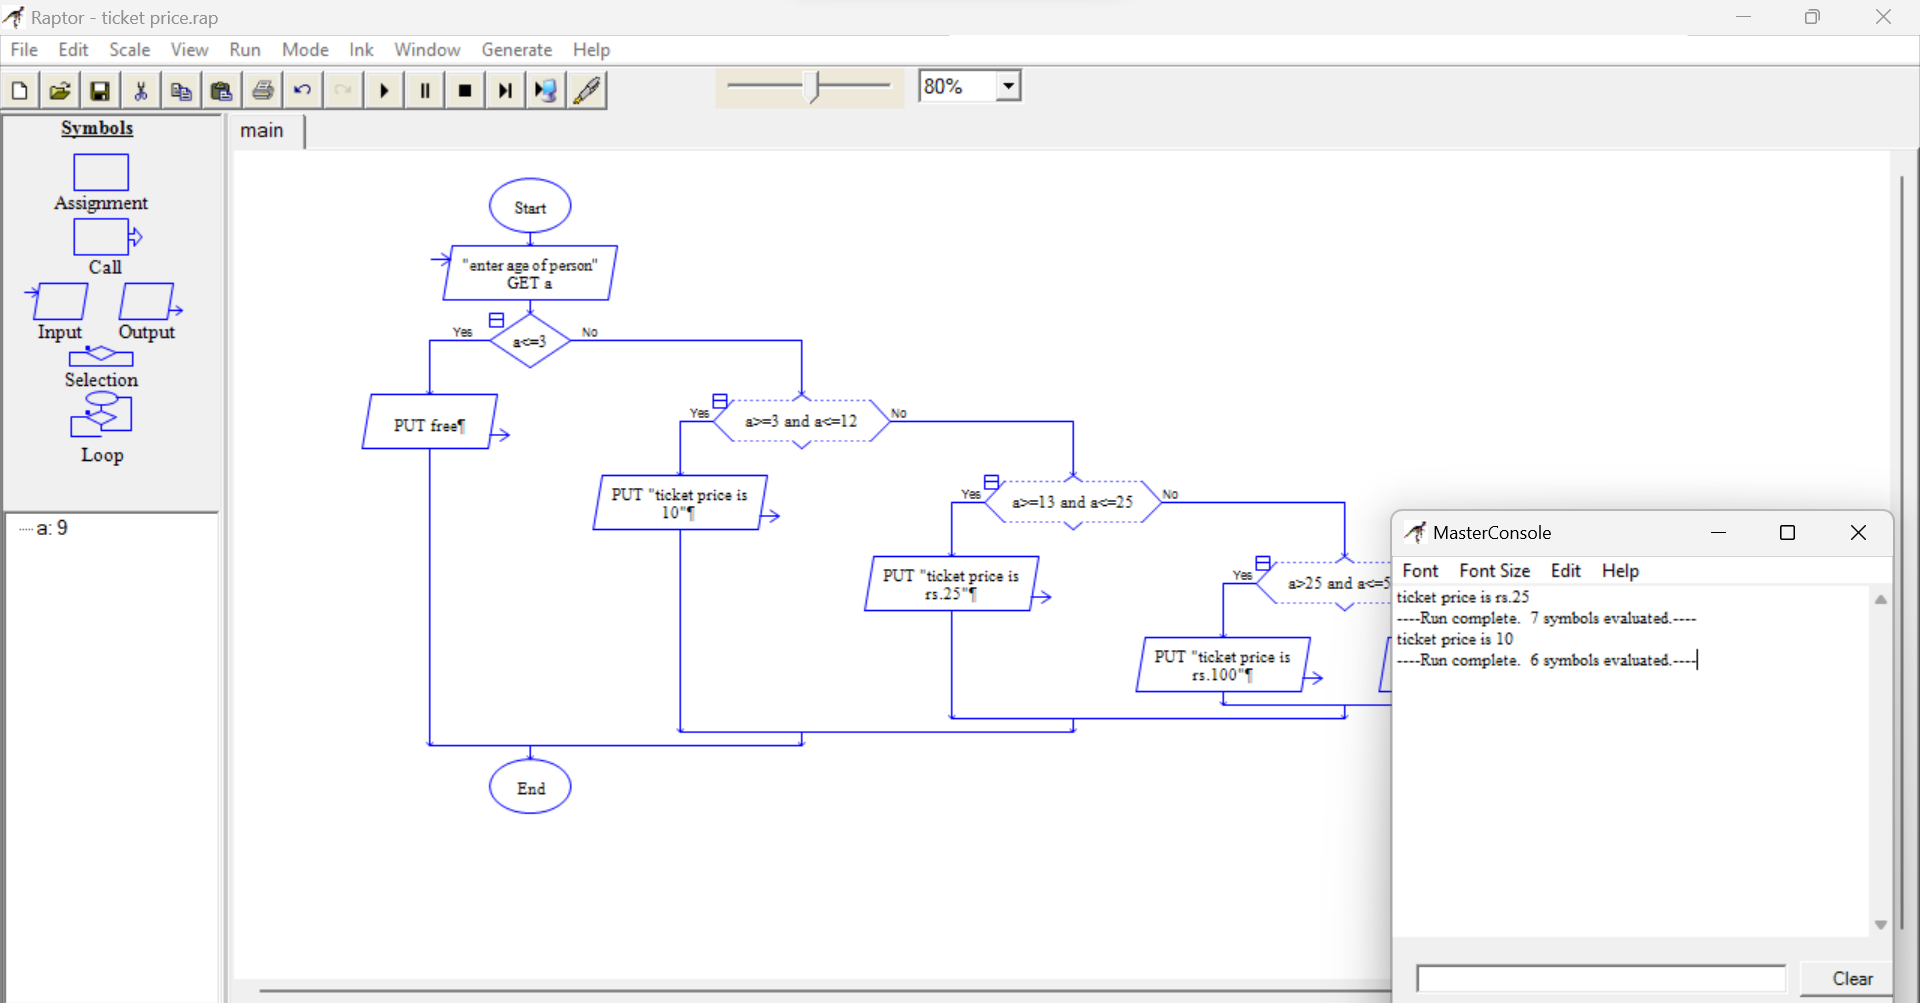 Raptor - ticket price.rap
File Edit Scale View Run Mode Ink Window Generate Help
80%
Symbols
Assignment
Call
Input Output
Selection
Loop
a: 9
main
Start
"enter age of person"
GET a
Yes
a<=3
No
PUT free¶
Yes
a>=3 and a<=12
No
PUT "ticket price is
10"¶
Yes
a>=13 and a<=25
No
PUT "ticket price is
rs.25"¶
Yes
a>25 and a<=5
PUT "ticket price is
rs.100"¶
End
MasterConsole
Font Font Size Edit Help
ticket price is rs.25
----Run complete.  7 symbols evaluated.----
ticket price is 10
----Run complete.  6 symbols evaluated.----
Clear